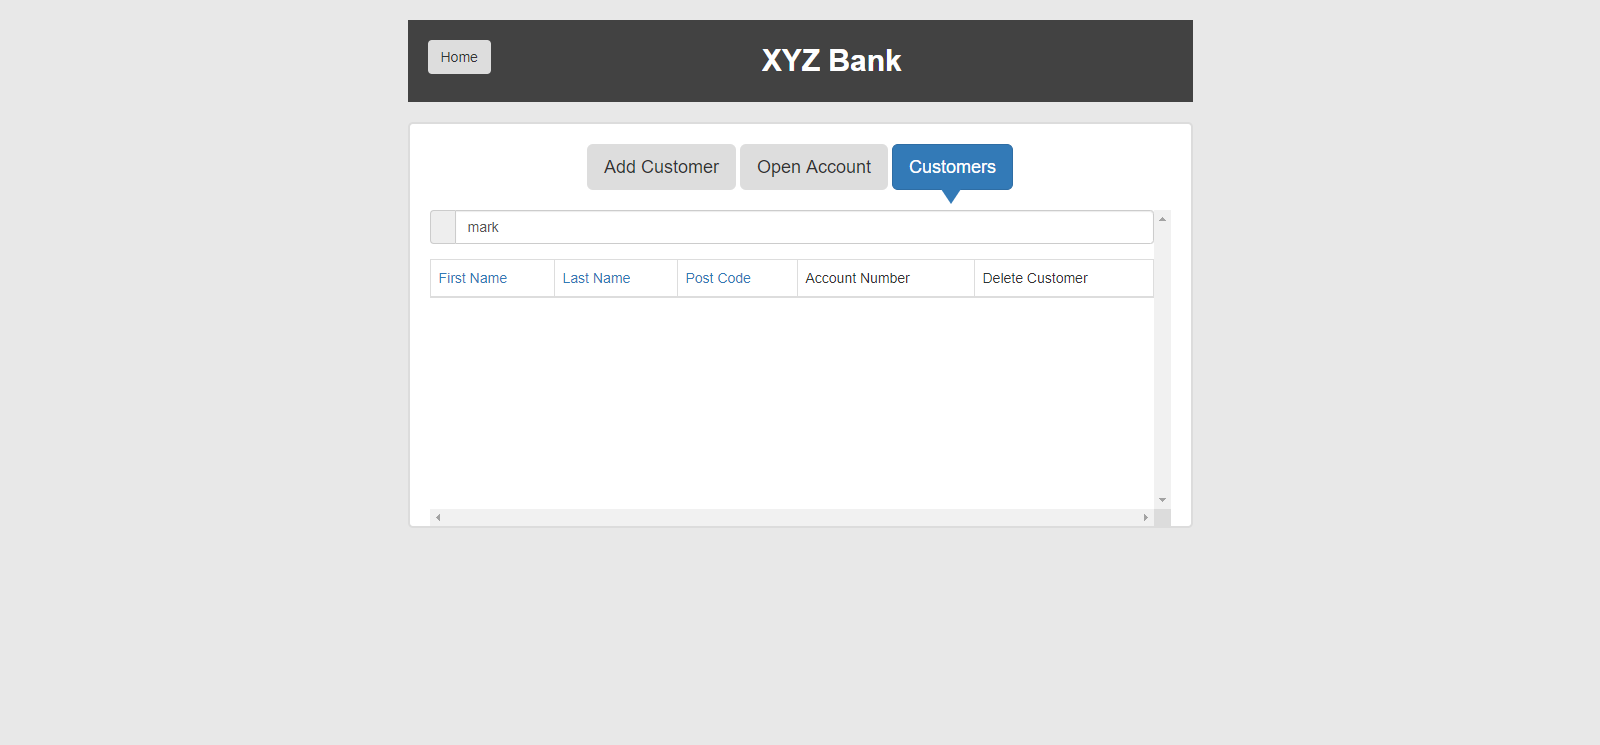 Home
XYZ Bank
Add Customer
Open Account
Customers
mark
First Name
Last Name
Post Code
Account Number
Delete Customer